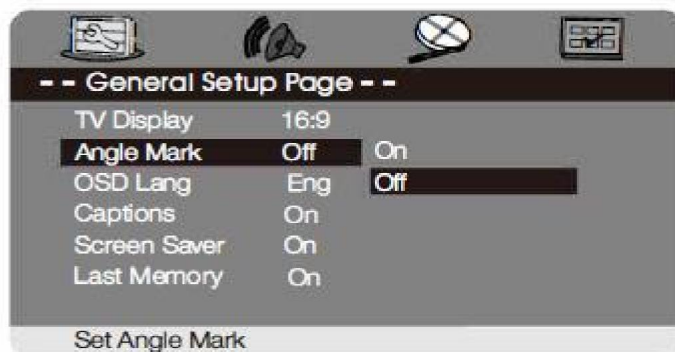 - - General Setup Page - -
TV Display 16:9
Angle Mark Off On
OSD Lang Eng Off
Captions On
Screen Saver On
Last Memory On
Set Angle Mark